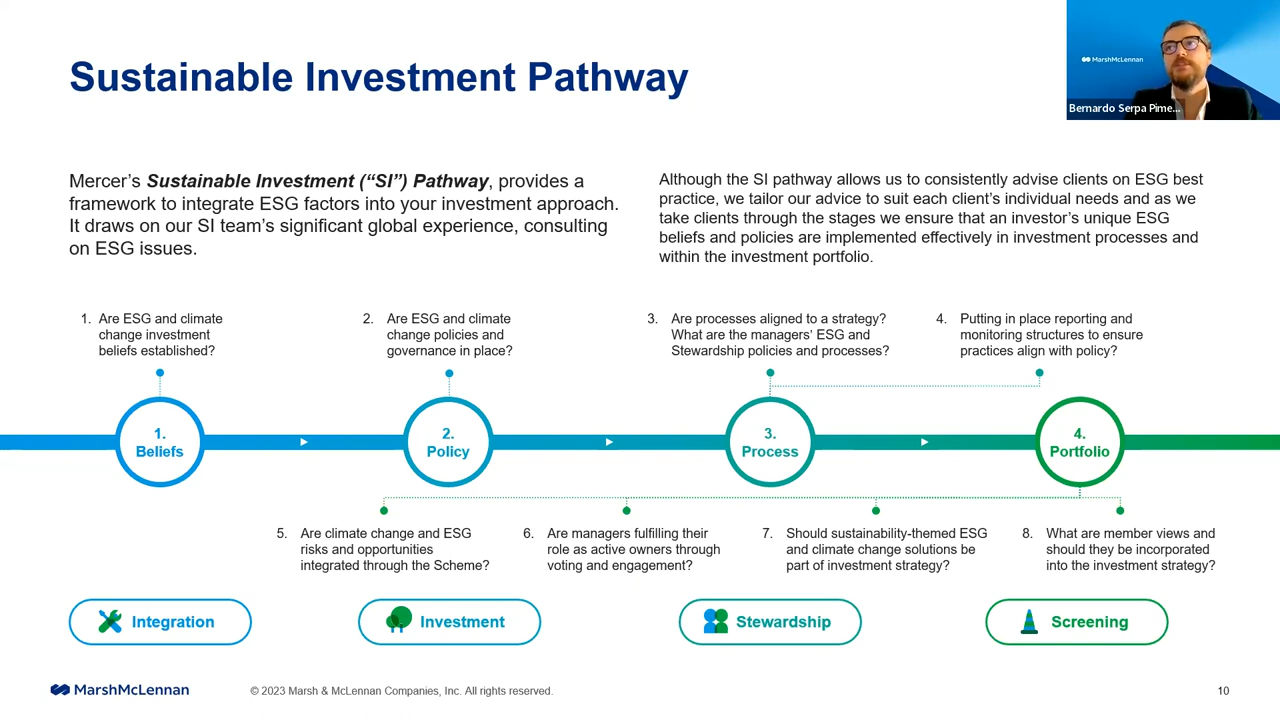 Sustainable Investment Pathway
MarshMcLennan
Bernardo Serpa Pime...
Mercer’s Sustainable Investment (“SI”) Pathway, provides a
framework to integrate ESG factors into your investment approach.
It draws on our SI team’s significant global experience, consulting
on ESG issues.
Although the SI pathway allows us to consistently advise clients on ESG best
practice, we tailor our advice to suit each client’s individual needs and as we
take clients through the stages we ensure that an investor’s unique ESG
beliefs and policies are implemented effectively in investment processes and
within the investment portfolio.
1. Are ESG and climate
change investment
beliefs established?
2. Are ESG and climate
change policies and
governance in place?
3. Are processes aligned to a strategy?
What are the managers’ ESG and
Stewardship policies and processes?
4. Putting in place reporting and
monitoring structures to ensure
practices align with policy?
1.
Beliefs
2.
Policy
3.
Process
4.
Portfolio
5. Are climate change and ESG
risks and opportunities
integrated through the Scheme?
6. Are managers fulfilling their
role as active owners through
voting and engagement?
7. Should sustainability-themed ESG
and climate change solutions be
part of investment strategy?
8. What are member views and
should they be incorporated
into the investment strategy?
Integration
Investment
Stewardship
Screening
MarshMcLennan
© 2023 Marsh & McLennan Companies, Inc. All rights reserved.
10